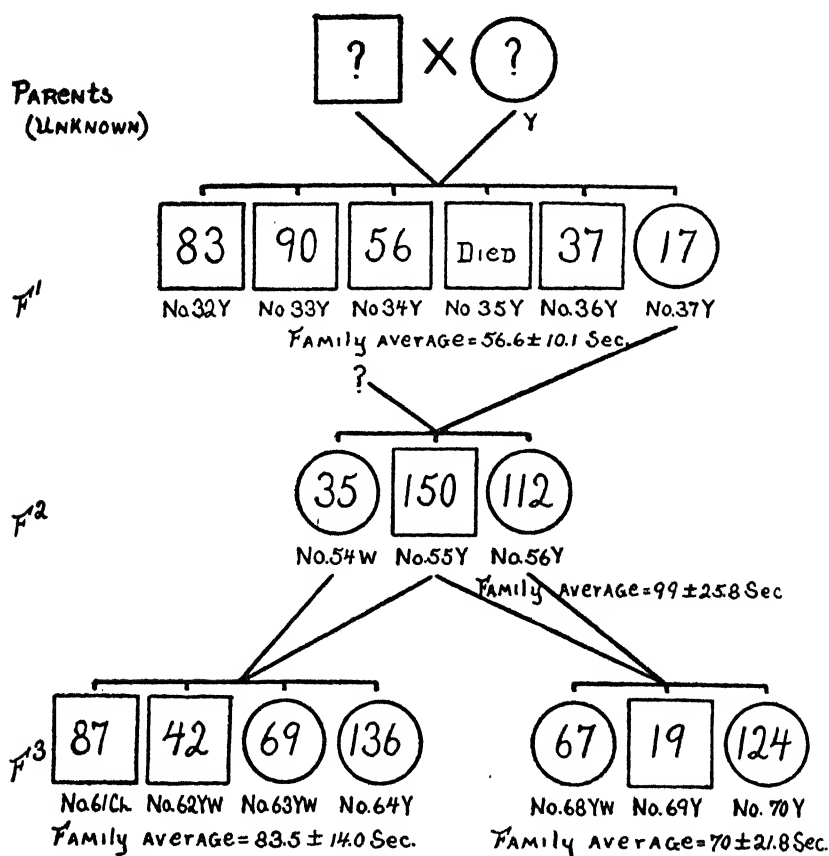 ? X ?
Parents
(Unknown)
Y
83 90 56 Died 37 17
F1
No.32Y No 33Y No 34Y No 35Y No.36Y No.37Y
Family average=56.6±10.1 Sec.
?
35 150 112
F2
No.54W No.55Y No.56Y
Family average=99±25.8 Sec
87 42 69 136 67 19 124
F3
No.61Ch No.62YW No.63YW No.64Y No.68YW No.69Y No.70Y
Family average=83.5±14.0 Sec. Family average=70±21.8 Sec.